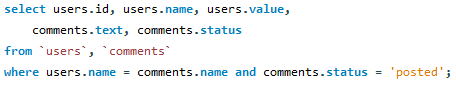 select users.id, users.name, users.value,
    comments.text, comments.status
from `users`, `comments`
where users.name = comments.name and comments.status = 'posted';